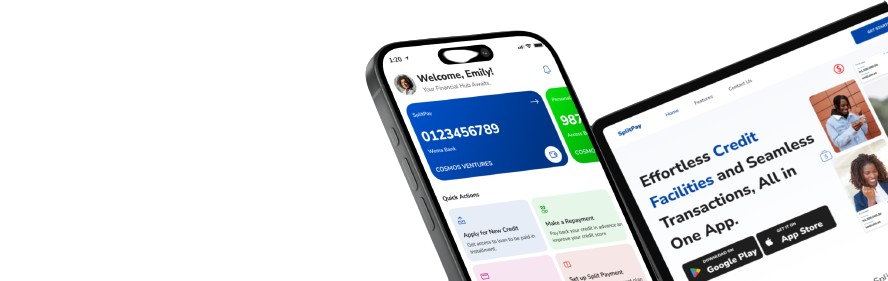 1:20
Welcome, Emily!
Your Financial Hub Awaits.
SplitPay
0123456789
Wema Bank
COSMOS VENTURES
Personal
987
Access B
COSMO
Quick Actions
Apply for New Credit
Get access to loan to be paid in
installment.
Make a Repayment
Pay back your credit in advance an
improve your credit score
Set up Split Payment
SplitPay
Home
Features
Contact Us
GET START
Effortless Credit
Facilities and Seamless
Transactions, All in
One App.
DOWNLOAD ON
Google Play
GET IT ON
App Store